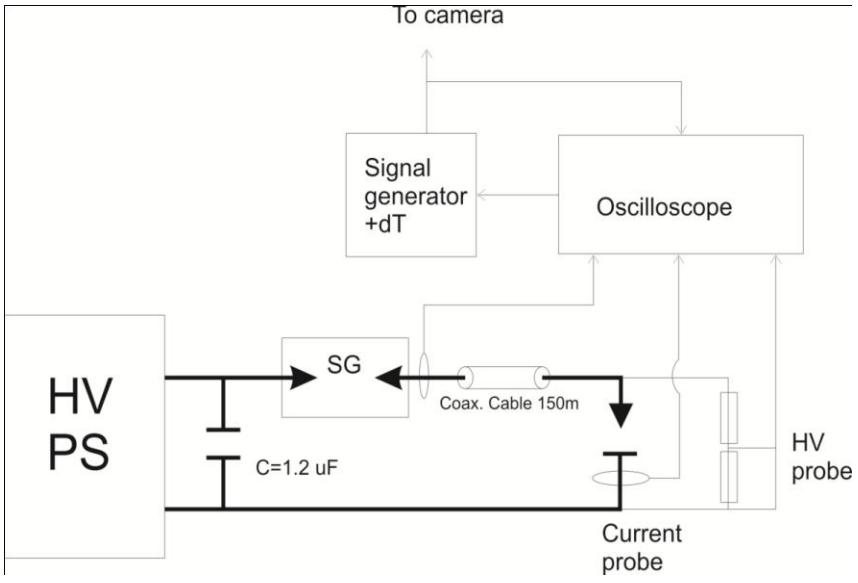 To camera
Signal
generator
+dT
Oscilloscope
HV
PS
SG
Coax. Cable 150m
C=1.2 uF
HV
probe
Current
probe